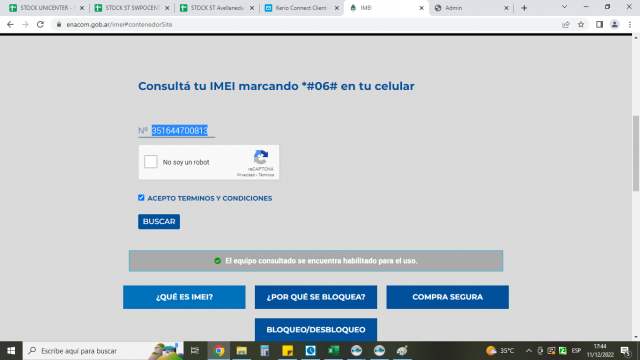 STOCK UNICENTER -
STOCK ST SWPOCENT
STOCK ST Avellaneda
Kerio Connect Client
IMEI
Admin
enacom.gob.ar/imei#contenedorSite
Consultá tu IMEI marcando *#06# en tu celular
Nº 351644700813
No soy un robot
reCAPTCHA
Privacidad - Términos
ACEPTO TERMINOS Y CONDICIONES
BUSCAR
El equipo consultado se encuentra habilitado para el uso.
¿QUÉ ES IMEI?
¿POR QUÉ SE BLOQUEA?
COMPRA SEGURA
BLOQUEO/DESBLOQUEO
Escribe aquí para buscar
35°C
ESP
17:44
11/12/2022